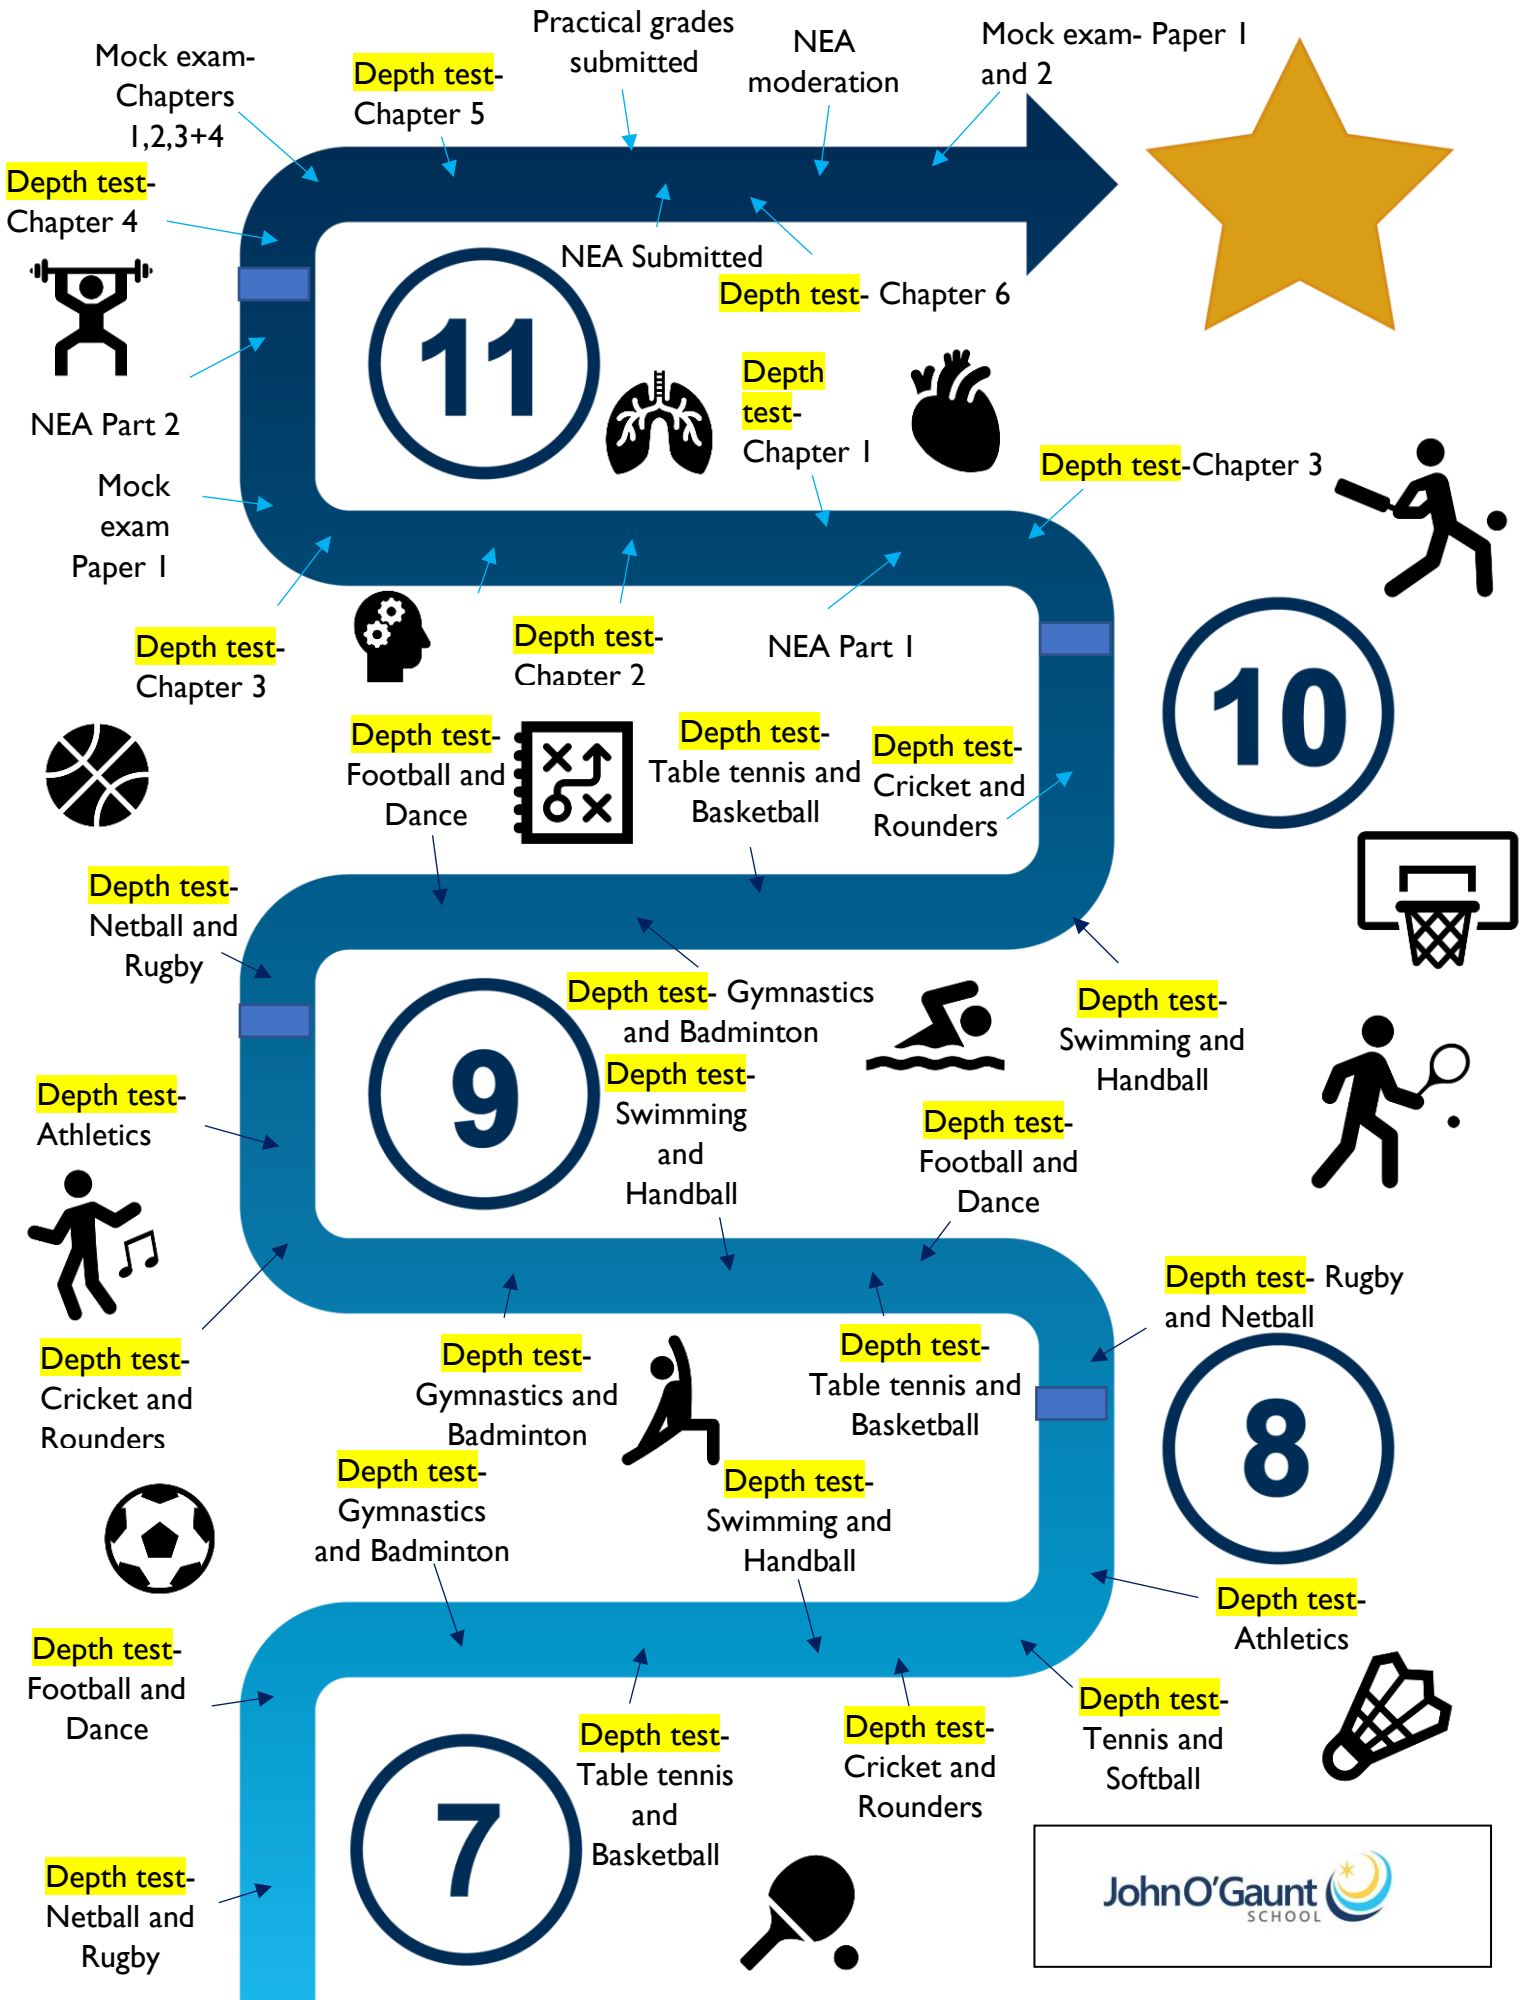 Practical grades
submitted
NEA
moderation
Mock exam- Paper 1
and 2
Mock exam-
Chapters
1,2,3+4
Depth test-
Chapter 5
Depth test-
Chapter 4
NEA Submitted
Depth test- Chapter 6
11
NEA Part 2
Depth
test-
Chapter 1
Depth test-Chapter 3
Mock
exam
Paper 1
Depth test-
Chapter 3
Depth test-
Chapter 2
NEA Part 1
10
Depth test-
Football and
Dance
Depth test-
Table tennis and
Basketball
Depth test-
Cricket and
Rounders
Depth test-
Netball and
Rugby
Depth test- Gymnastics
and Badminton
Depth test-
Swimming and
Handball
9
Depth test-
Athletics
Depth test-
Swimming
and
Handball
Depth test-
Football and
Dance
Depth test- Rugby
and Netball
Depth test-
Cricket and
Rounders
Depth test-
Gymnastics and
Badminton
Depth test-
Table tennis and
Basketball
8
Depth test-
Gymnastics
and Badminton
Depth test-
Swimming and
Handball
Depth test-
Athletics
Depth test-
Football and
Dance
Depth test-
Table tennis
and
Basketball
Depth test-
Cricket and
Rounders
Depth test-
Tennis and
Softball
7
Depth test-
Netball and
Rugby
John O'Gaunt
SCHOOL